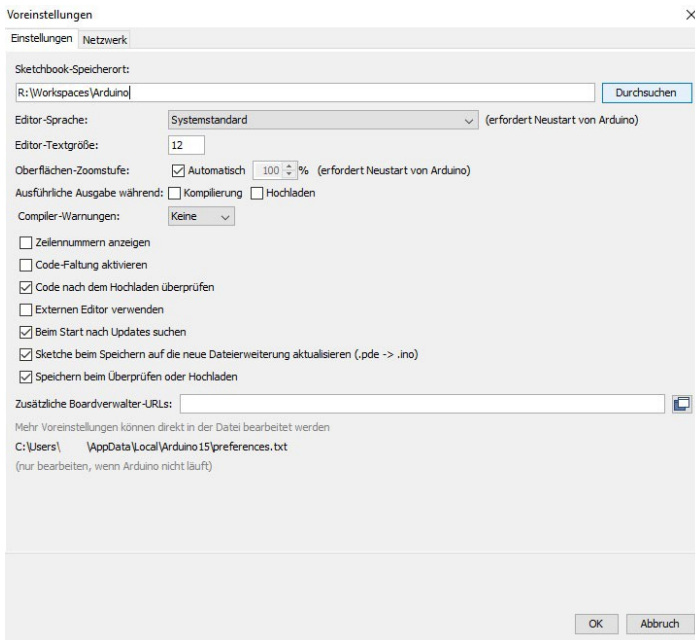 Voreinstellungen
Einstellungen Netzwerk
Sketchbook-Speicherort:
R:\Workspaces\Arduino Durchsuchen
Editor-Sprache: Systemstandard (erfordert Neustart von Arduino)
Editor-Textgröße: 12
Oberflächen-Zoomstufe: Automatisch 100 % (erfordert Neustart von Arduino)
Ausführliche Ausgabe während: Kompilierung Hochladen
Compiler-Warnungen: Keine
Zeilennummern anzeigen
Code-Faltung aktivieren
Code nach dem Hochladen überprüfen
Externen Editor verwenden
Beim Start nach Updates suchen
Sketche beim Speichern auf die neue Dateierweiterung aktualisieren (.pde -> .ino)
Speichern beim Überprüfen oder Hochladen
Zusätzliche Boardverwalter-URLs:
Mehr Voreinstellungen können direkt in der Datei bearbeitet werden
C:\Users\ \AppData\Local\Arduino15\preferences.txt
(nur bearbeiten, wenn Arduino nicht läuft)
OK Abbruch